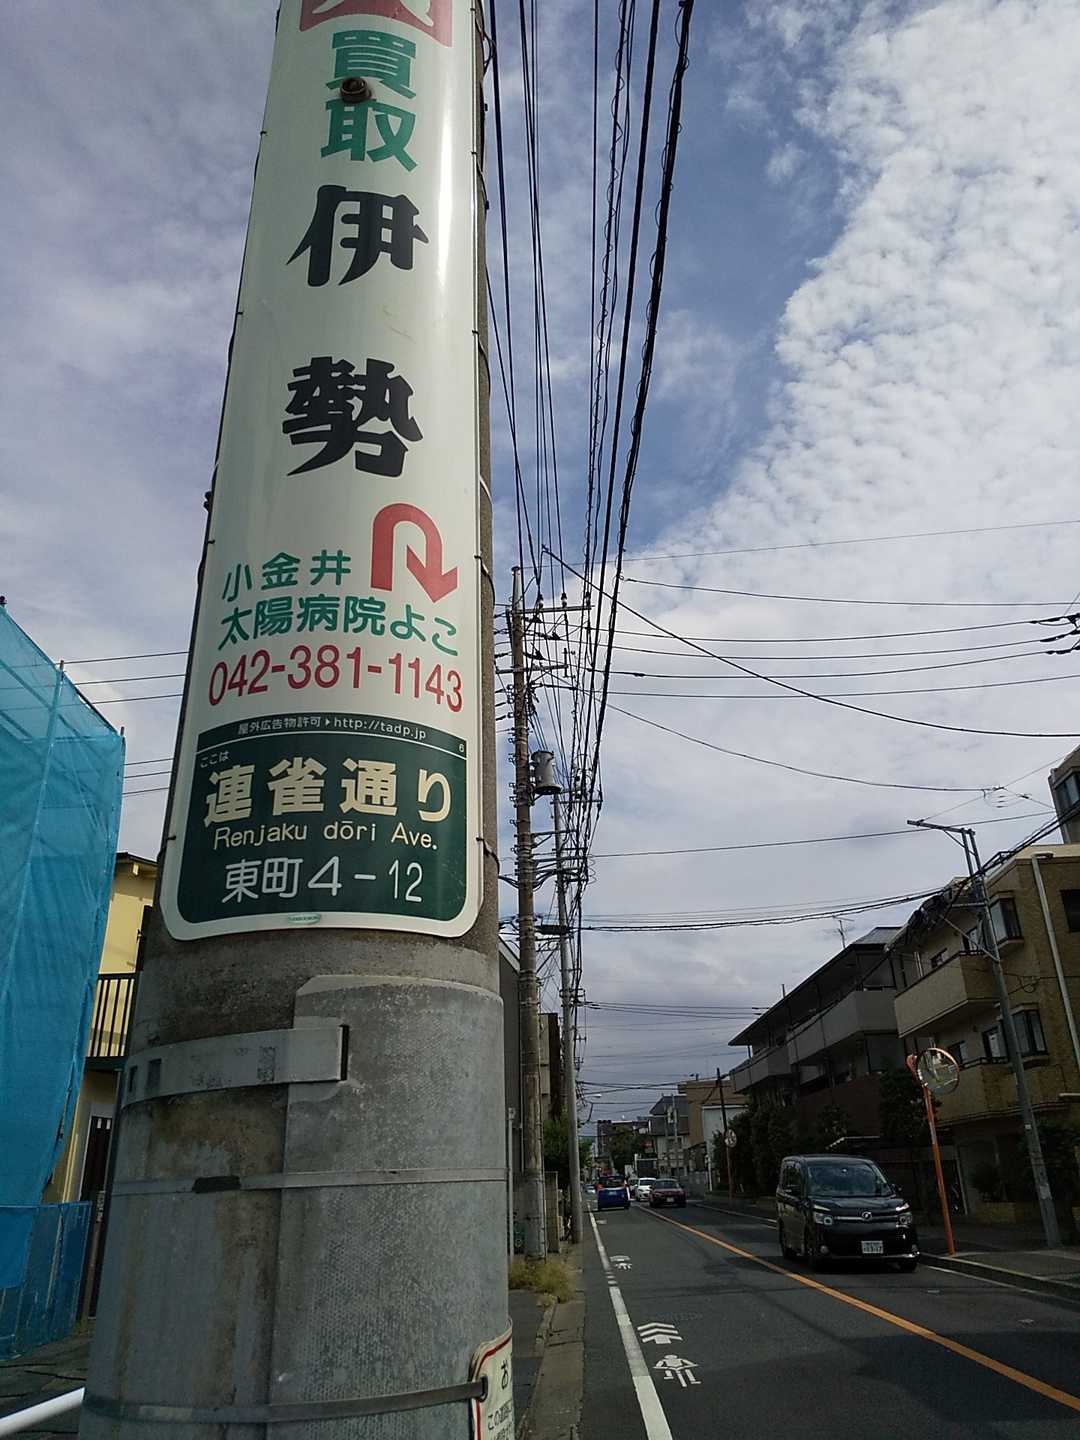 買取
伊勢
小金井
太陽病院よこ
042-381-1143
屋外広告物許可▶http://tadp.jp 6
ここは
連雀通り
Renjaku dōri Ave.
東町4-12
お